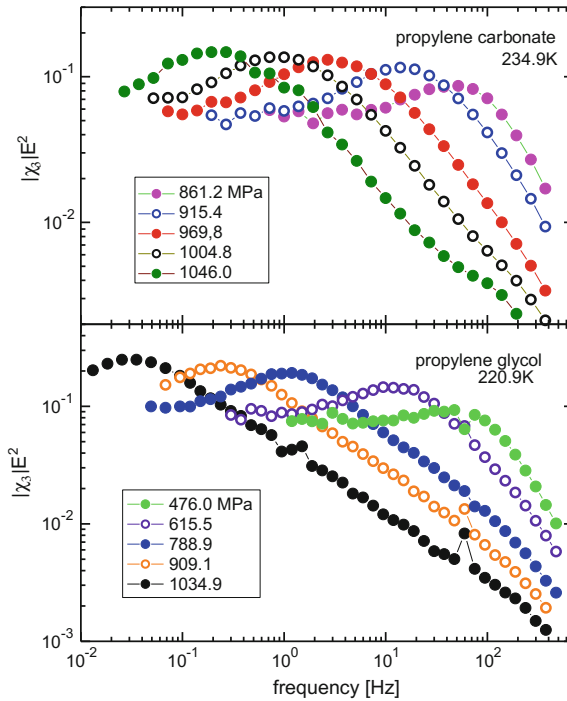 propylene carbonate
234.9K
10⁻¹
|χ₃|E²
10⁻²
861.2 MPa
915.4
969,8
1004.8
1046.0
propylene glycol
220.9K
10⁰
10⁻¹
|χ₃|E²
10⁻²
10⁻³
476.0 MPa
615.5
788.9
909.1
1034.9
10⁻² 10⁻¹ 10⁰ 10¹ 10²
frequency [Hz]